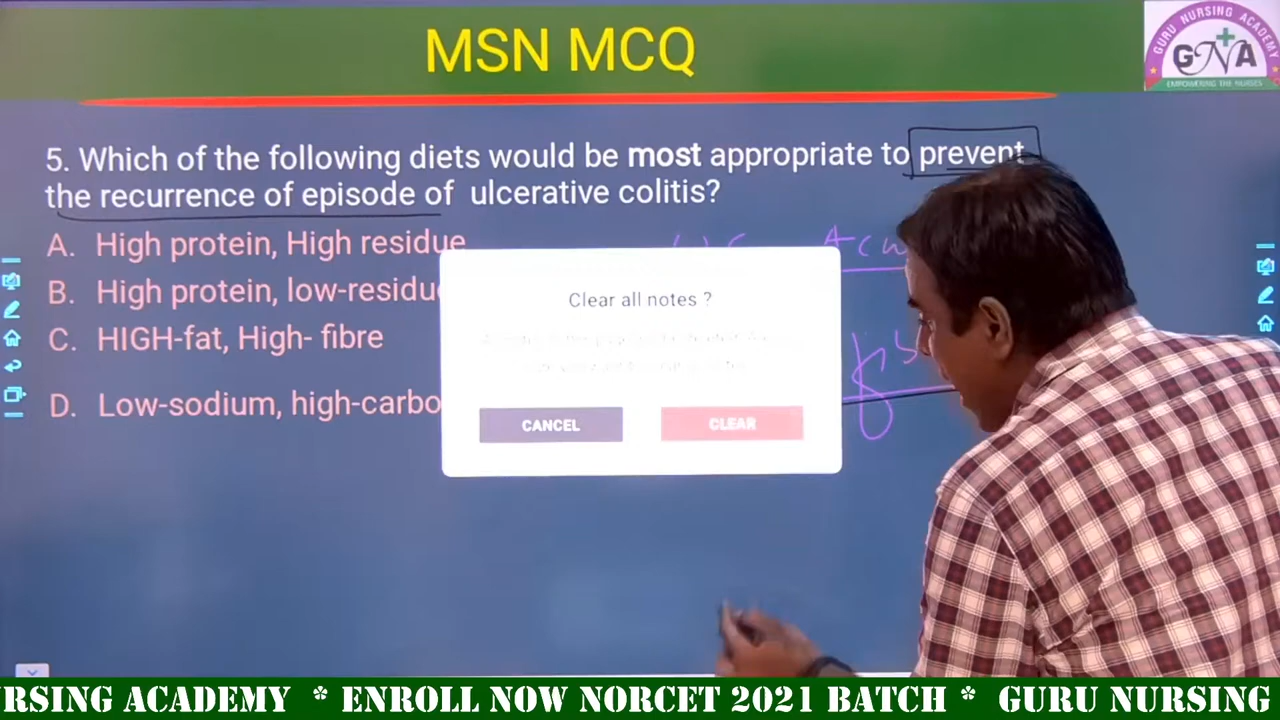 MSN MCQ
GURU NURSING ACADEMY
GNA
EMPOWERING THE NURSES
5. Which of the following diets would be most appropriate to prevent
the recurrence of episode of ulcerative colitis?
A. High protein, High residue
B. High protein, low-residu
C. HIGH-fat, High- fibre
D. Low-sodium, high-carbo
Clear all notes ?
CANCEL
CLEAR
URSING ACADEMY * ENROLL NOW NORCET 2021 BATCH * GURU NURSING